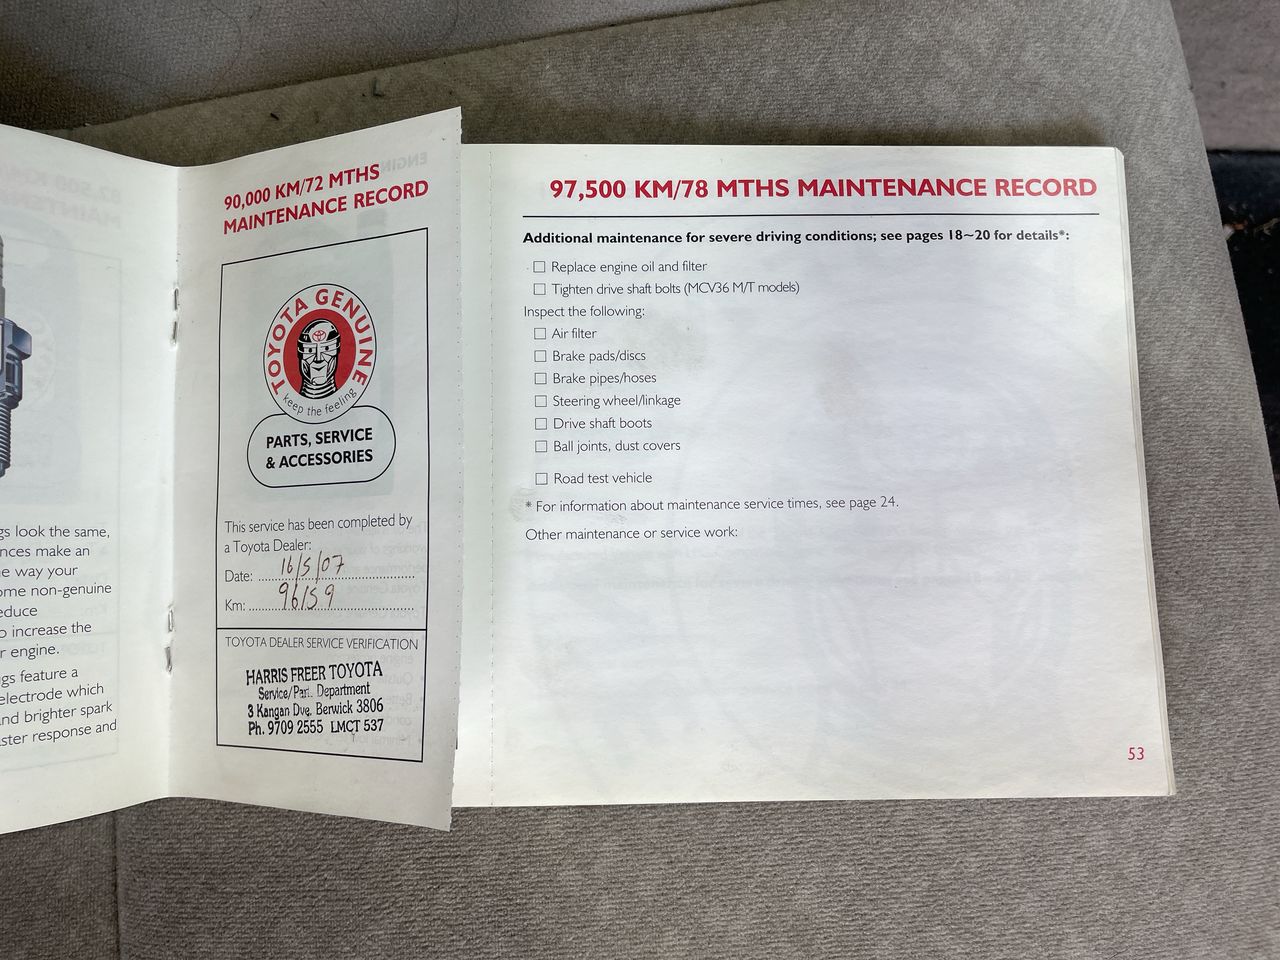 gs look the same,
nces make an
e way your
ome non-genuine
educe
o increase the
r engine.
gs feature a
electrode which
nd brighter spark
ster response and
90,000 KM/72 MTHS
MAINTENANCE RECORD
TOYOTA GENUINE
keep the feeling
PARTS, SERVICE
& ACCESSORIES
This service has been completed by
a Toyota Dealer:
Date: 16/5/07
Km: 96159
TOYOTA DEALER SERVICE VERIFICATION
HARRIS FREER TOYOTA
Service/Part Department
3 Kangan Dve, Berwick 3806
Ph. 9709 2555 LMCT 537
97,500 KM/78 MTHS MAINTENANCE RECORD
Additional maintenance for severe driving conditions; see pages 18~20 for details*:
Replace engine oil and filter
Tighten drive shaft bolts (MCV36 M/T models)
Inspect the following:
Air filter
Brake pads/discs
Brake pipes/hoses
Steering wheel/linkage
Drive shaft boots
Ball joints, dust covers
Road test vehicle
* For information about maintenance service times, see page 24.
Other maintenance or service work:
53